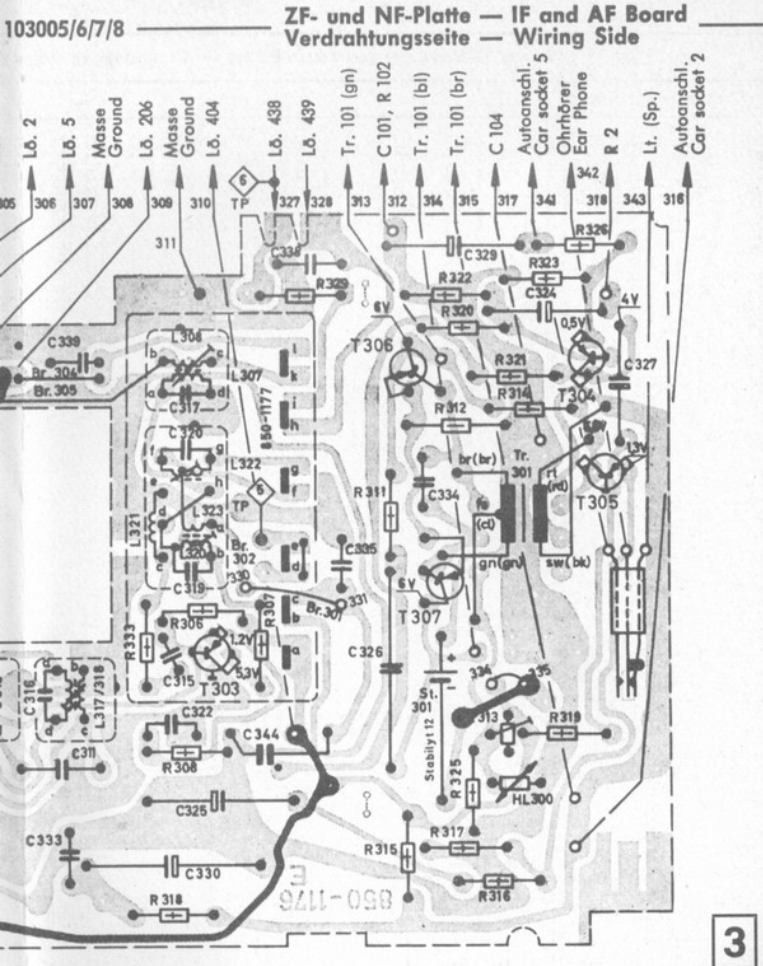 103005/6/7/8
ZF- und NF-Platte — IF and AF Board
Verdrahtungsseite — Wiring Side
Lö. 2
Lö. 5
Masse
Ground
Lö. 206
Masse
Ground
Lö. 404
Lö. 438
Lö. 439
Tr. 101 (gn)
C 101, R 102
Tr. 101 (bl)
Tr. 101 (br)
C 104
Autoanschl.
Car socket 5
Ohrhörer
Ear Phone
R 2
Lt. (Sp.)
Autoanschl.
Car socket 2
305
306
307
308
309
310
6
TP
327
328
313
312
314
315
317
341
342
318
343
316
311
C338
R329
C329
R326
R323
R322
C324
R320
6V
4V
0,5V
C339
L308
Br. 304
Br. 305
b
c
L307
a
d
C317
i
k
i
h
850-1177
T306
R321
T304
C327
R314
R312
C320
f
g
L322
e
h
L321
L323
a
d
c
b
C319
5
TP
g
f
Br.
302
e
d
330
Br.301
331
c
b
a
R311
C334
C335
br(br)
Tr.
301
rt
(rd)
(cl)
gn(gn)
sw(bk)
1,3V
T305
6V
T307
R333
R306
R307
C315
1,2V
5,3V
T303
C326
St.
301
+
Stabilyt 12
334
335
313
R319
C316
a
b
d
c
L317/318
C322
R308
C344
C311
C325
R325
HL300
C333
C330
R315
R317
R316
R318
850-1176
E
3